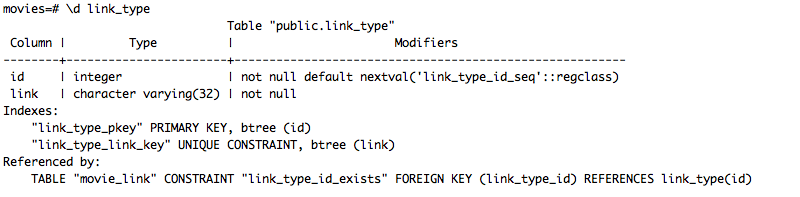 movies=# \d link_type
                                Table "public.link_type"
 Column |         Type          |                       Modifiers
--------+-----------------------+--------------------------------------------------------
 id     | integer               | not null default nextval('link_type_id_seq'::regclass)
 link   | character varying(32) | not null
Indexes:
    "link_type_pkey" PRIMARY KEY, btree (id)
    "link_type_link_key" UNIQUE CONSTRAINT, btree (link)
Referenced by:
    TABLE "movie_link" CONSTRAINT "link_type_id_exists" FOREIGN KEY (link_type_id) REFERENCES link_type(id)